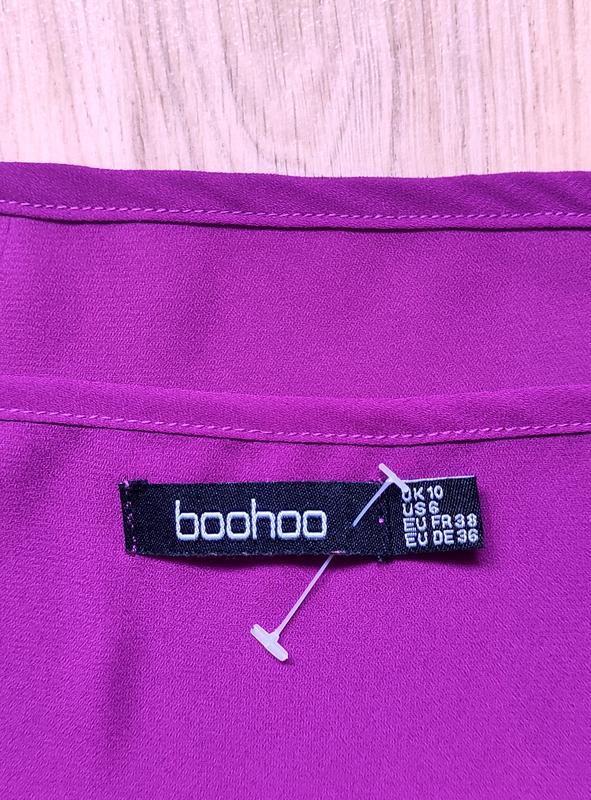 boohoo
UK 10
US 6
EU FR 38
EU DE 36